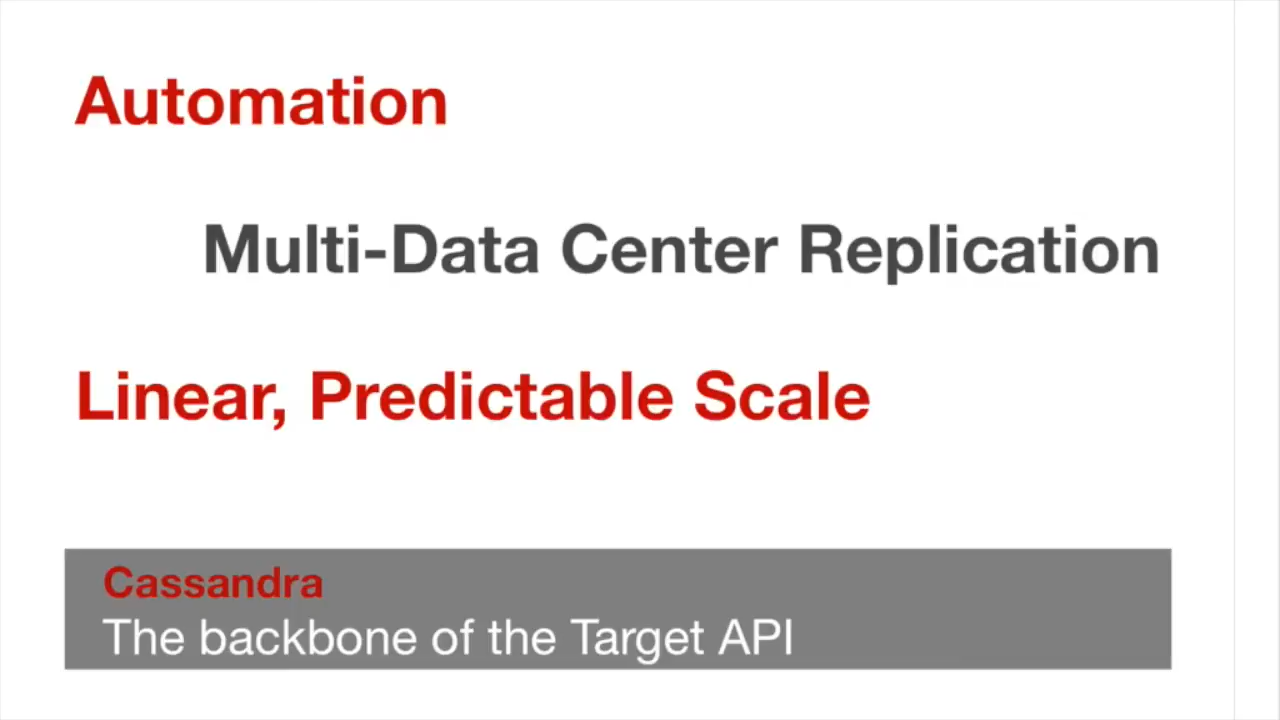 Automation
Multi-Data Center Replication
Linear, Predictable Scale
Cassandra
The backbone of the Target API